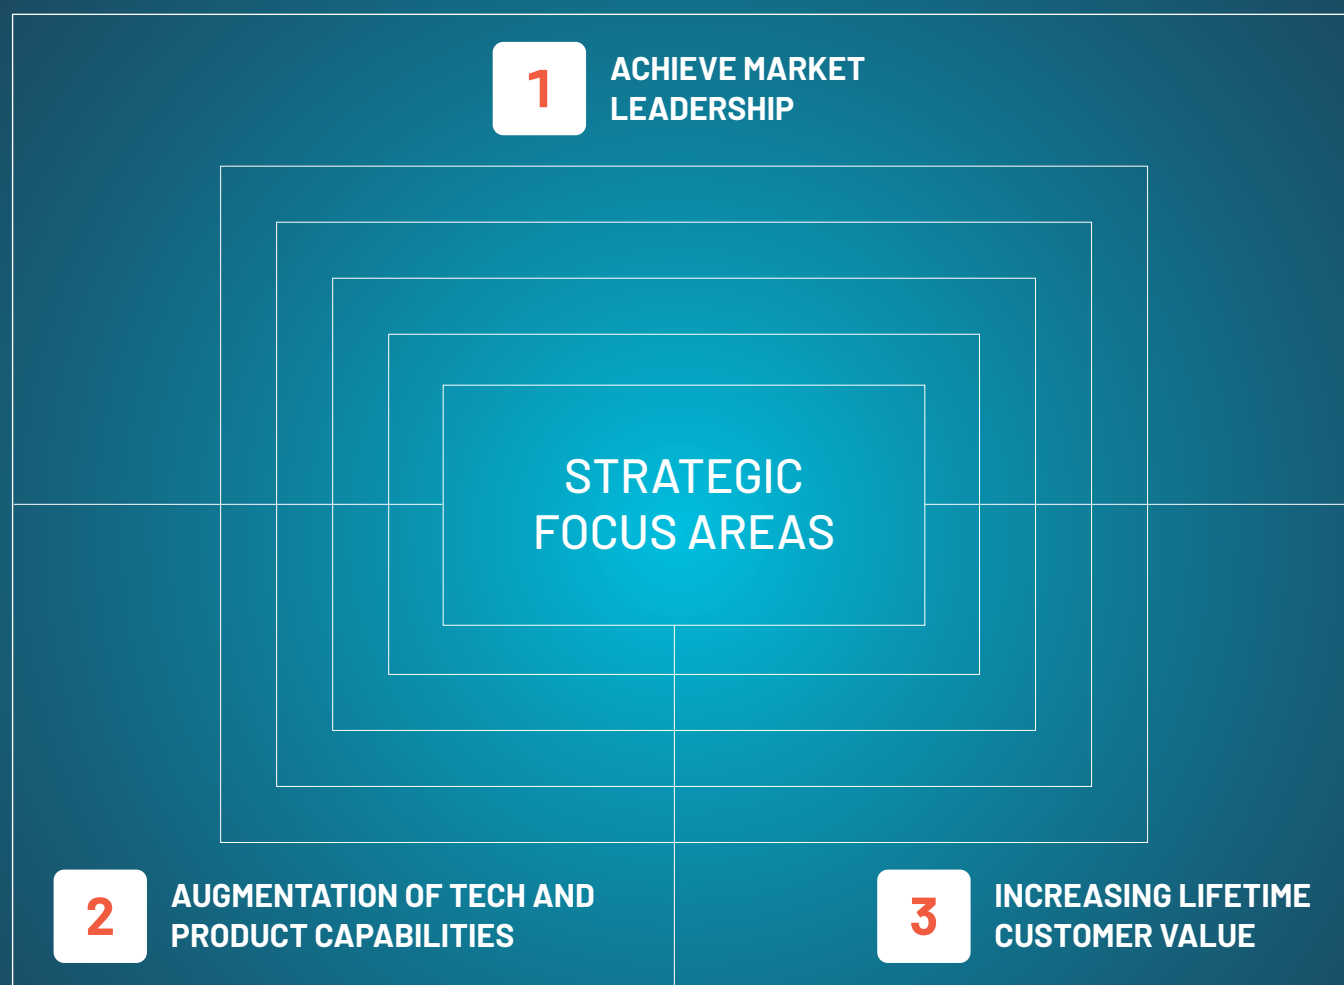 1
ACHIEVE MARKET
LEADERSHIP
STRATEGIC
FOCUS AREAS
2
AUGMENTATION OF TECH AND
PRODUCT CAPABILITIES
3
INCREASING LIFETIME
CUSTOMER VALUE